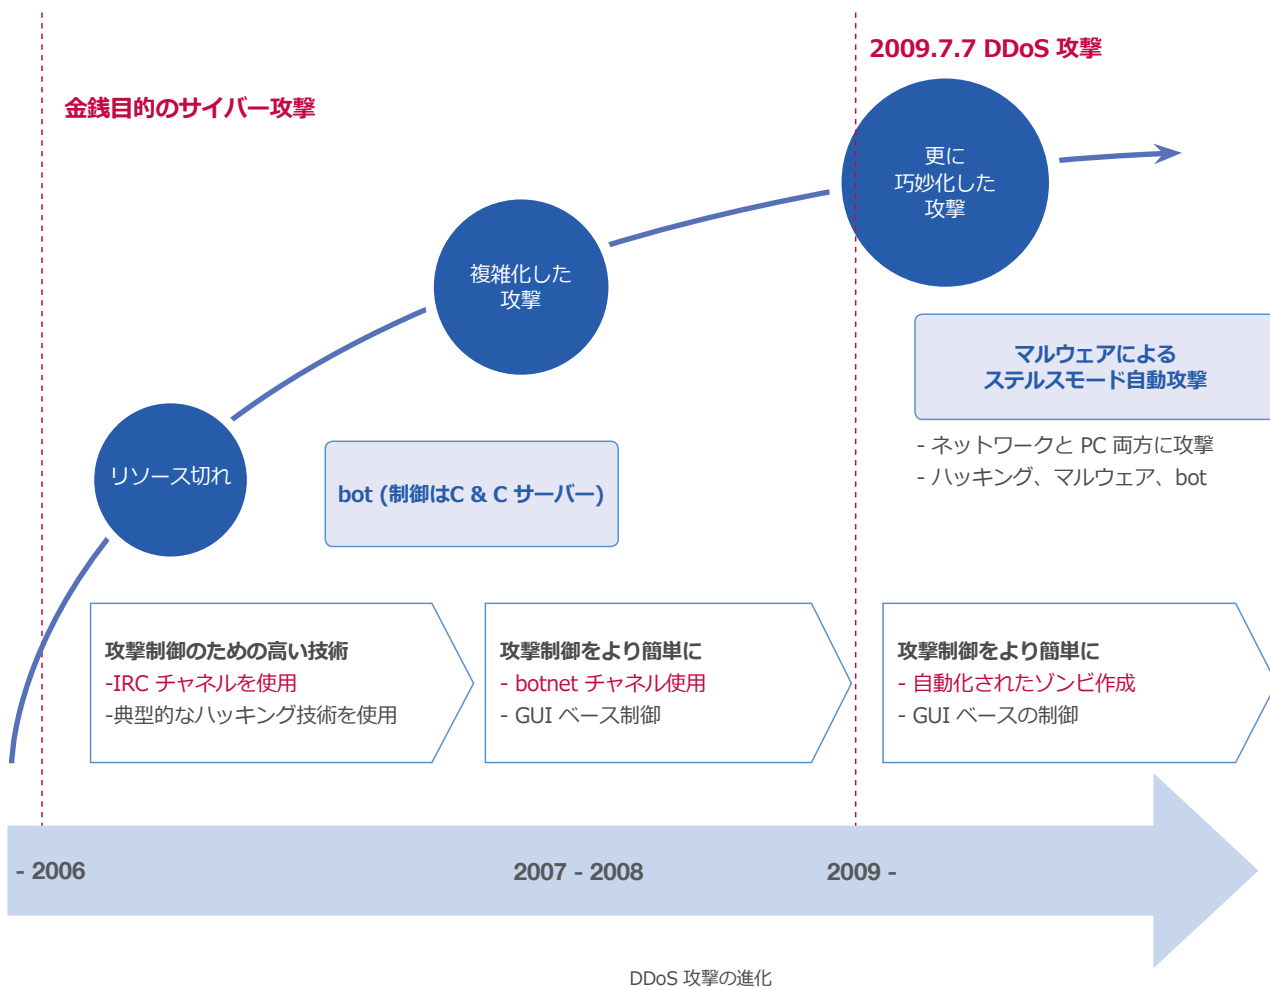 2009.7.7 DDoS 攻撃
金銭目的のサイバー攻撃
更に
巧妙化した
攻撃
複雑化した
攻撃
マルウェアによる
ステルスモード自動攻撃
- ネットワークと PC 両方に攻撃
- ハッキング、マルウェア、bot
リソース切れ
bot (制御はC & C サーバー)
攻撃制御のための高い技術
-IRC チャネルを使用
-典型的なハッキング技術を使用
攻撃制御をより簡単に
- botnet チャネル使用
- GUI ベース制御
攻撃制御をより簡単に
- 自動化されたゾンビ作成
- GUI ベースの制御
- 2006
2007 - 2008
2009 -
DDoS 攻撃の進化